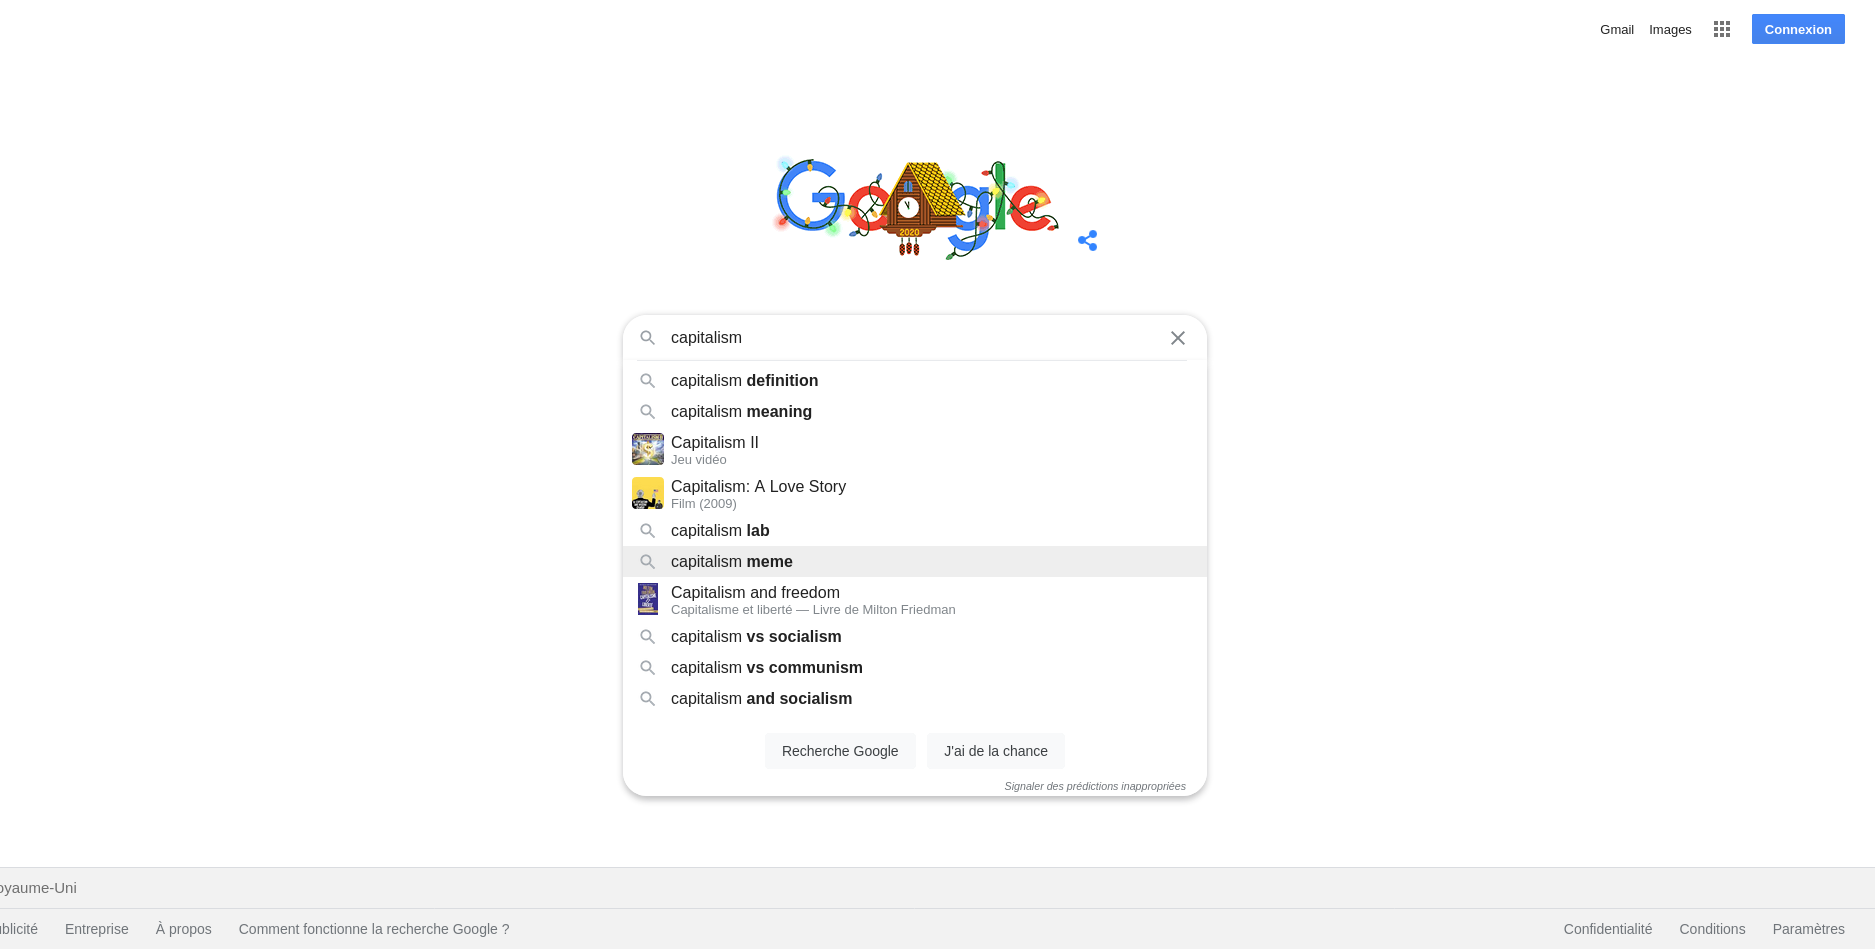 Gmail Images Connexion
Google
2020
capitalism
capitalism definition
capitalism meaning
Capitalism II
Jeu vidéo
Capitalism: A Love Story
Film (2009)
capitalism lab
capitalism meme
Capitalism and freedom
Capitalisme et liberté — Livre de Milton Friedman
capitalism vs socialism
capitalism vs communism
capitalism and socialism
Recherche Google J'ai de la chance
Signaler des prédictions inappropriées
oyaume-Uni
ublicité Entreprise À propos Comment fonctionne la recherche Google ? Confidentialité Conditions Paramètres